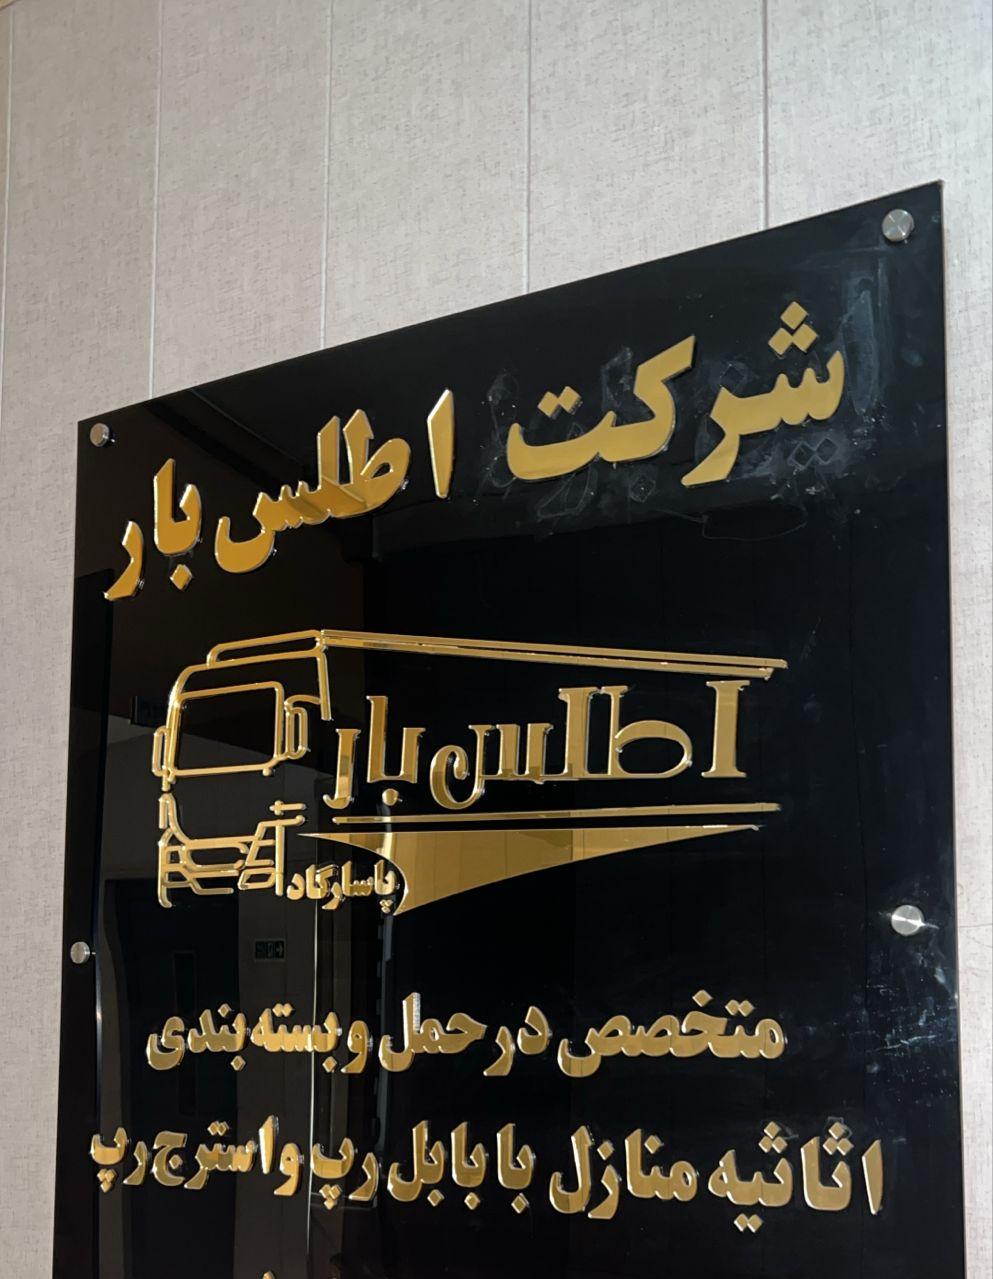 شرکت اطلس بار
اطلس بار
پاسارگاد
متخصص در حمل و بسته بندی
اثاثیه منازل با بابل رپ و استرج رپ